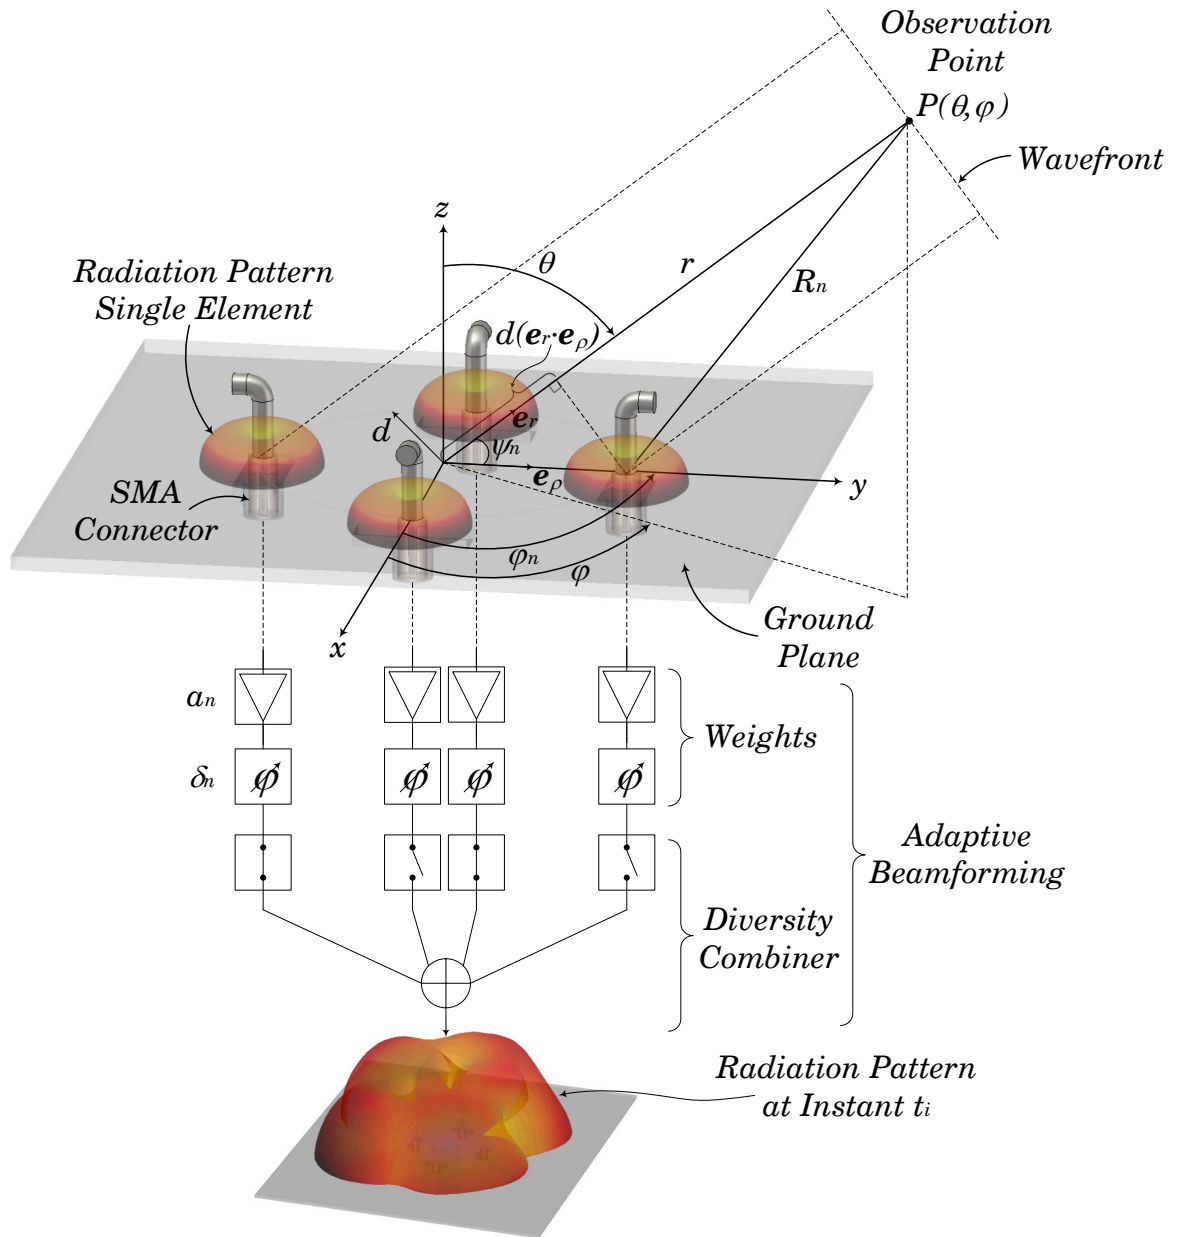 Observation
Point
P(θ,φ)
Wavefront
z
θ
r
Rn
Radiation Pattern
Single Element
d(er·eρ)
er
d
ψn
eρ
y
SMA
Connector
φn
φ
x
Ground
Plane
an
Weights
δn
φ φ φ φ
Adaptive
Beamforming
Diversity
Combiner
Radiation Pattern
at Instant ti